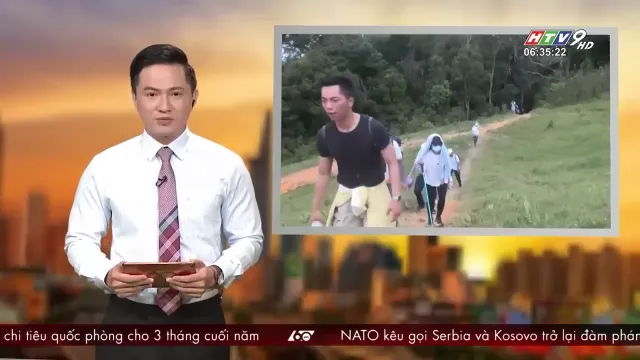 HTV9 HD
06:35:22
chi tiêu quốc phòng cho 3 tháng cuối năm
NATO kêu gọi Serbia và Kosovo trở lại đàm phán